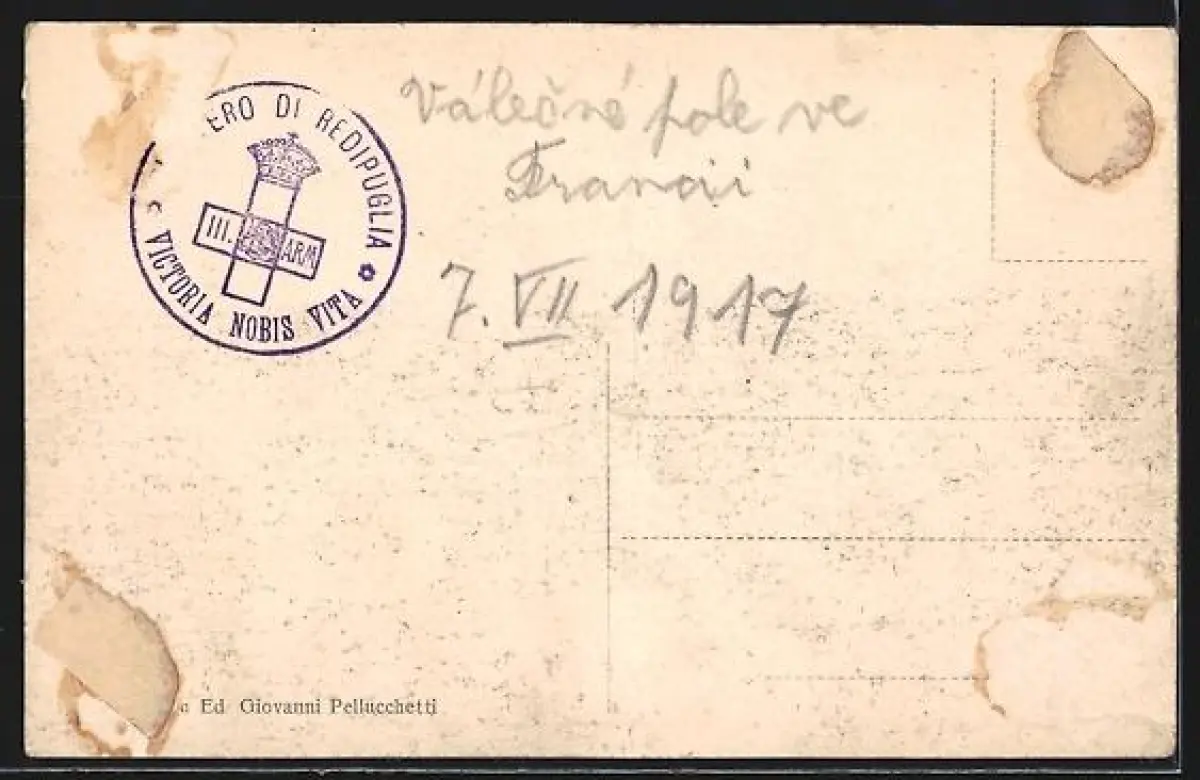 ERO DI REDIPUGLIA
III. ARM
VICTORIA NOBIS VITA
Válečné pole ve
Francii
7. VII 1917
Ed Giovanni Pellucchetti